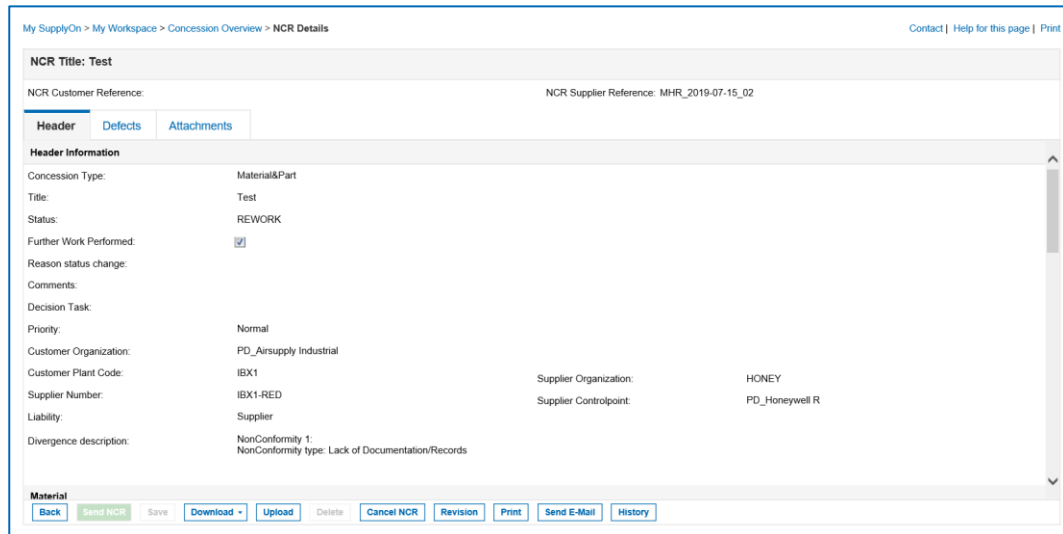 My SupplyOn > My Workspace > Concession Overview > NCR Details
Contact | Help for this page | Print
NCR Title: Test
NCR Customer Reference:
NCR Supplier Reference: MHR_2019-07-15_02
Header Defects Attachments
Header Information
Concession Type: Material&Part
Title: Test
Status: REWORK
Further Work Performed:
Reason status change:
Comments:
Decision Task:
Priority: Normal
Customer Organization: PD_Airsupply Industrial
Customer Plant Code: IBX1
Supplier Organization: HONEY
Supplier Number: IBX1-RED
Supplier Controlpoint: PD_Honeywell R
Liability: Supplier
Divergence description: NonConformity 1:
NonConformity type: Lack of Documentation/Records
Material
Back Send NCR Save Download Upload Delete Cancel NCR Revision Print Send E-Mail History